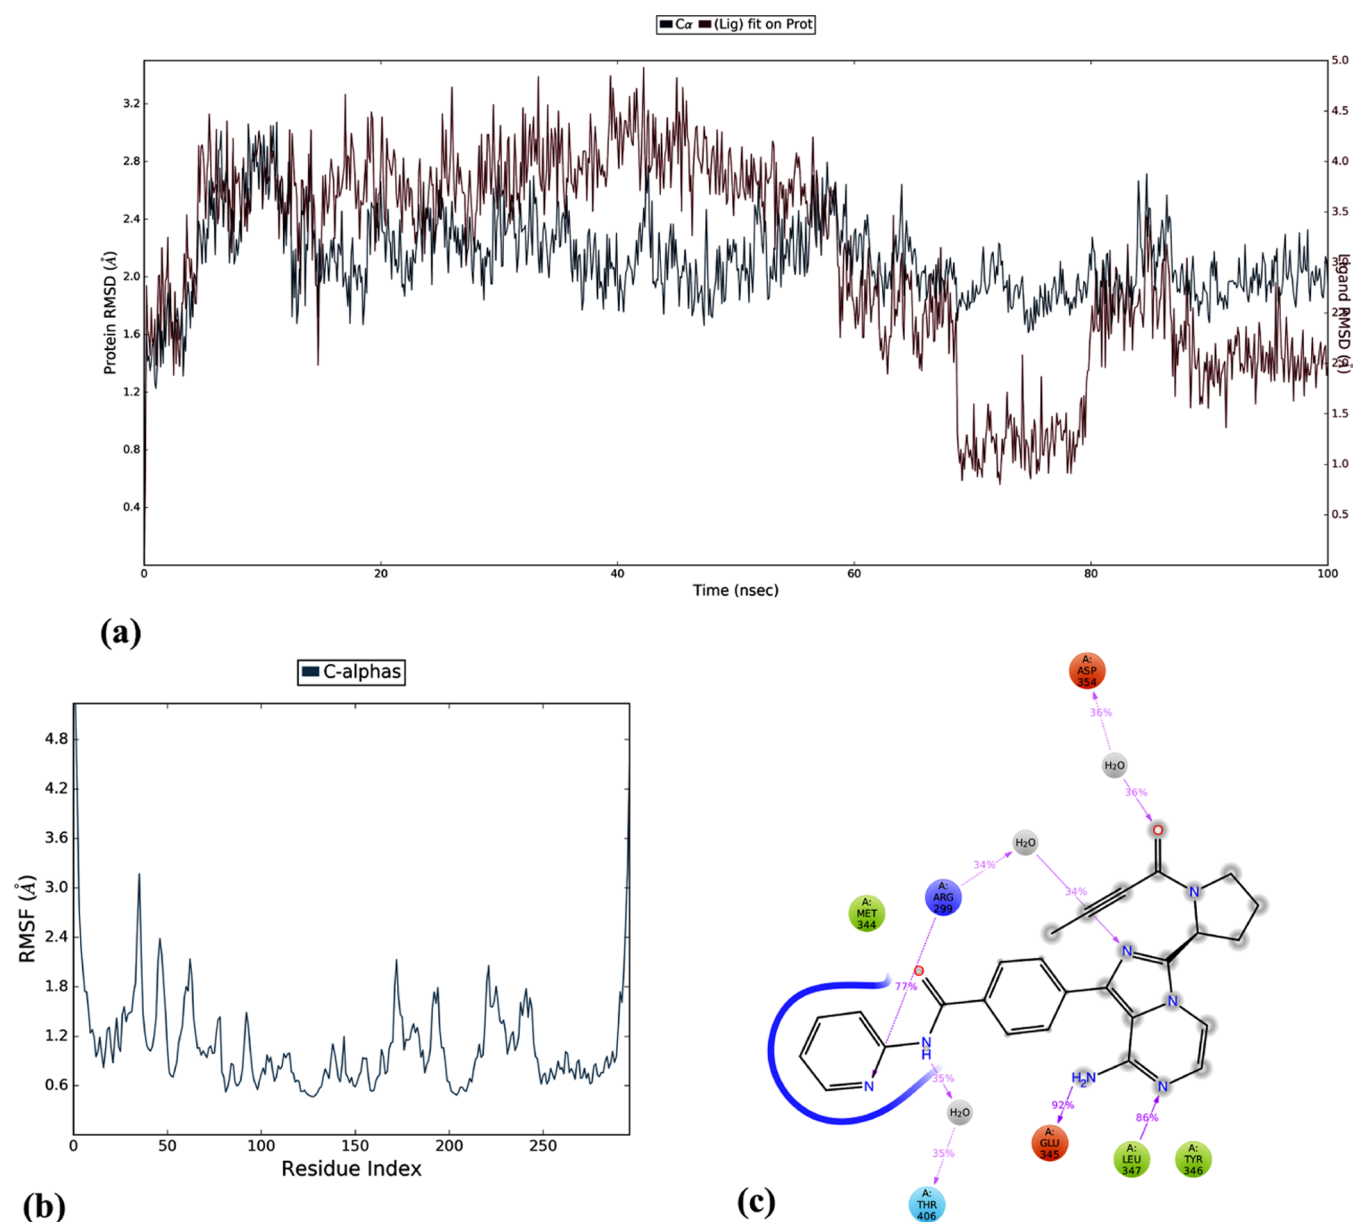 Cα (Lig) fit on Prot
Protein RMSD (Å)
3.2
2.8
2.4
2.0
1.6
1.2
0.8
0.4
5.0
4.5
4.0
3.5
2.0
1.5
1.0
0.5
0 20 40 60 80 100
Time (nsec)
(a)
C-alphas
RMSF (Å)
4.8
4.2
3.6
3.0
2.4
1.8
1.2
0.6
0 50 100 150 200 250
Residue Index
(b)
A:
ASP
354
36%
H₂O
36%
O
H₂O
34%
34%
A:
ARG
299
A:
MET
344
N
N
O
77%
N
N
H
N
35%
H₂O
35%
A:
THR
406
H₂N
N
92%
86%
A:
GLU
345
A:
LEU
347
A:
TYR
346
(c)